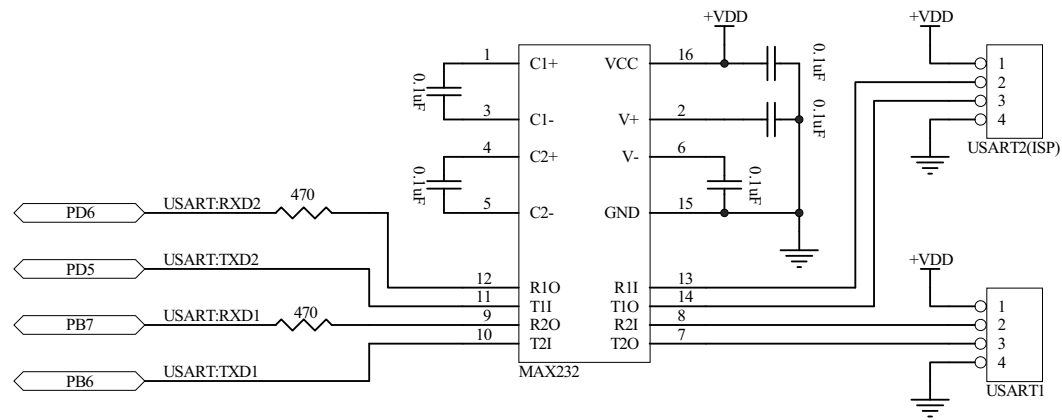 +VDD
+VDD
1 C1+ VCC 16
0.1uF
0.1uF
1
2
3
4
USART2(ISP)
3 C1- V+ 2
0.1uF
4 C2+ V- 6
0.1uF
0.1uF
5 C2- GND 15
PD6 USART:RXD2 470
PD5 USART:TXD2
PB7 USART:RXD1 470
PB6 USART:TXD1
12 R1O R1I 13
11 T1I T1O 14
9 R2O R2I 8
10 T2I T2O 7
MAX232
+VDD
1
2
3
4
USART1